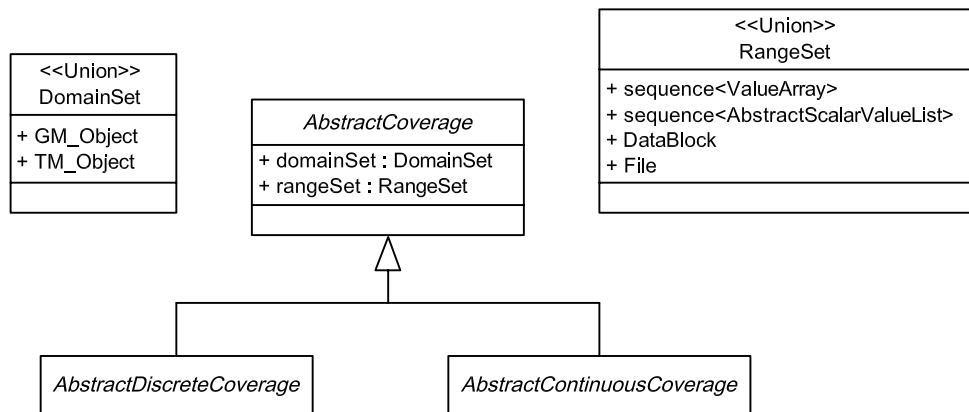 <<Union>>
DomainSet
+ GM_Object
+ TM_Object
AbstractCoverage
+ domainSet : DomainSet
+ rangeSet : RangeSet
<<Union>>
RangeSet
+ sequence<ValueArray>
+ sequence<AbstractScalarValueList>
+ DataBlock
+ File
AbstractDiscreteCoverage
AbstractContinuousCoverage